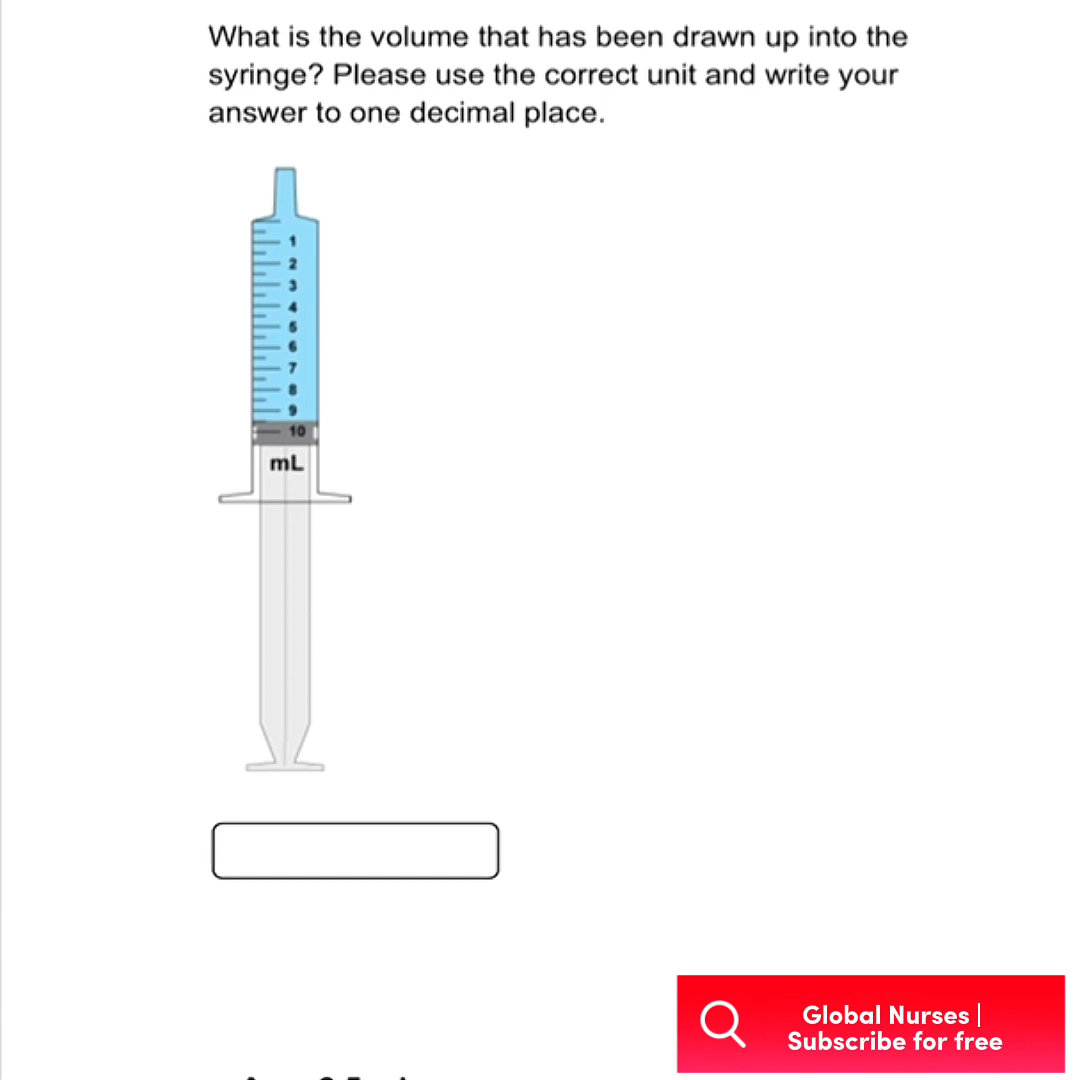 What is the volume that has been drawn up into the
syringe? Please use the correct unit and write your
answer to one decimal place.
1
2
3
4
5
6
7
8
9
10
mL
Global Nurses |
Subscribe for free